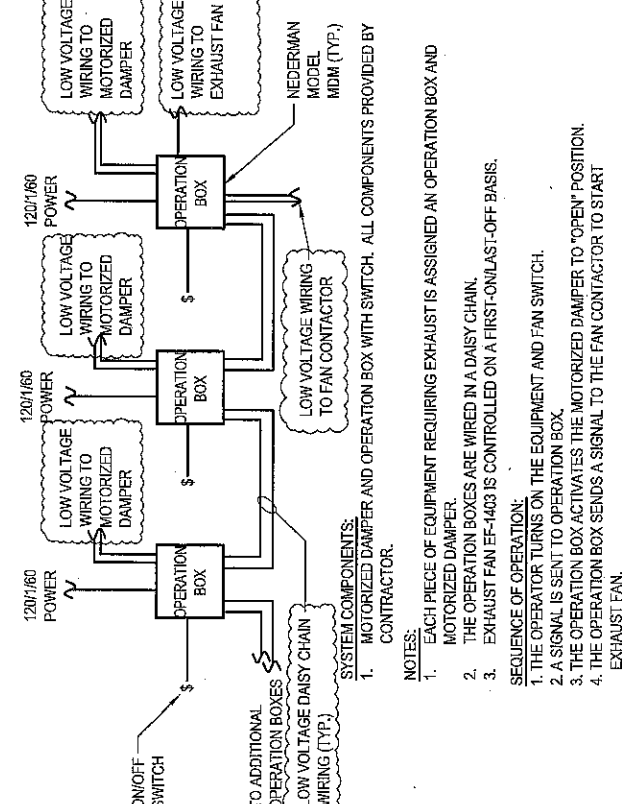 LOW VOLTAGE
WIRING TO
MOTORIZED
DAMPER
LOW VOLTAGE
WIRING TO
EXHAUST FAN
NEDERMAN
MODEL
MDM (TYP.)
120/1/60
POWER
120/1/60
POWER
120/1/60
POWER
LOW VOLTAGE
WIRING TO
MOTORIZED
DAMPER
LOW VOLTAGE
WIRING TO
MOTORIZED
DAMPER
OPERATION
BOX
OPERATION
BOX
OPERATION
BOX
$
$
$
LOW VOLTAGE WIRING
TO FAN CONTACTOR
ON/OFF
SWITCH
TO ADDITIONAL
OPERATION BOXES
LOW VOLTAGE DAISY CHAIN
WIRING (TYP.)
SYSTEM COMPONENTS:
1. MOTORIZED DAMPER AND OPERATION BOX WITH SWITCH. ALL COMPONENTS PROVIDED BY
CONTRACTOR.
NOTES:
1. EACH PIECE OF EQUIPMENT REQUIRING EXHAUST IS ASSIGNED AN OPERATION BOX AND
MOTORIZED DAMPER.
2. THE OPERATION BOXES ARE WIRED IN A DAISY CHAIN.
3. EXHAUST FAN EF-1403 IS CONTROLLED ON A FIRST-ON/LAST-OFF BASIS.
SEQUENCE OF OPERATION:
1. THE OPERATOR TURNS ON THE EQUIPMENT AND FAN SWITCH.
2. A SIGNAL IS SENT TO OPERATION BOX.
3. THE OPERATION BOX ACTIVATES THE MOTORIZED DAMPER TO "OPEN" POSITION.
4. THE OPERATION BOX SENDS A SIGNAL TO THE FAN CONTACTOR TO START
EXHAUST FAN.